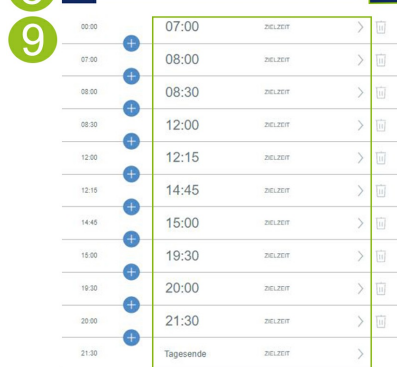 9
00:00 07:00 ZIELZEIT
07:00 08:00 ZIELZEIT
08:00 08:30 ZIELZEIT
08:30 12:00 ZIELZEIT
12:00 12:15 ZIELZEIT
12:15 14:45 ZIELZEIT
14:45 15:00 ZIELZEIT
15:00 19:30 ZIELZEIT
19:30 20:00 ZIELZEIT
20:00 21:30 ZIELZEIT
21:30 Tagesende ZIELZEIT